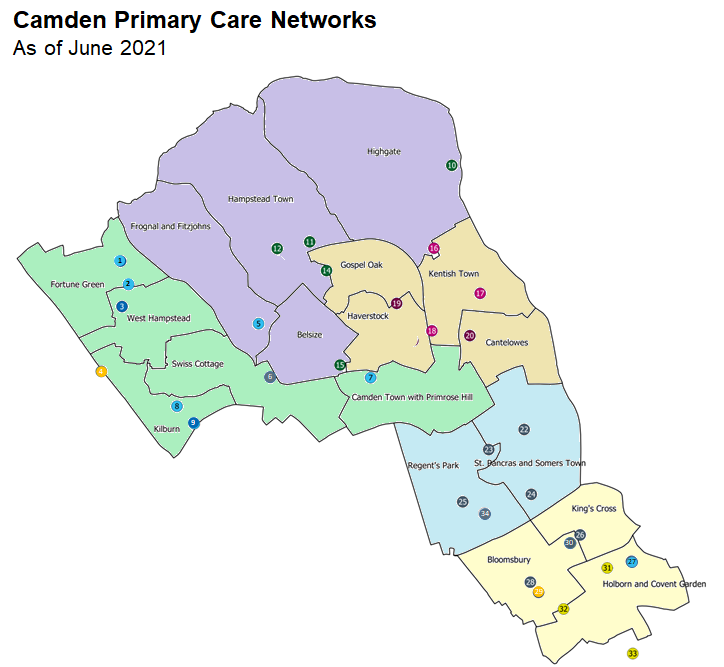 Camden Primary Care Networks
As of June 2021
Highgate
10
Hampstead Town
Frognal and Fitzjohns
11
12
16
1
Gospel Oak
14
Kentish Town
2
Fortune Green
17
3
19
West Hampstead
Haverstock
5
18
Belsize
20
Cantelowes
Swiss Cottage
15
4
6
7
Camden Town with Primrose Hill
8
9
Kilburn
22
23
Regent's Park
St. Pancras and Somers Town
24
25
34
King's Cross
26
30
Bloomsbury
27
31
28
Holborn and Covent Garden
32
33